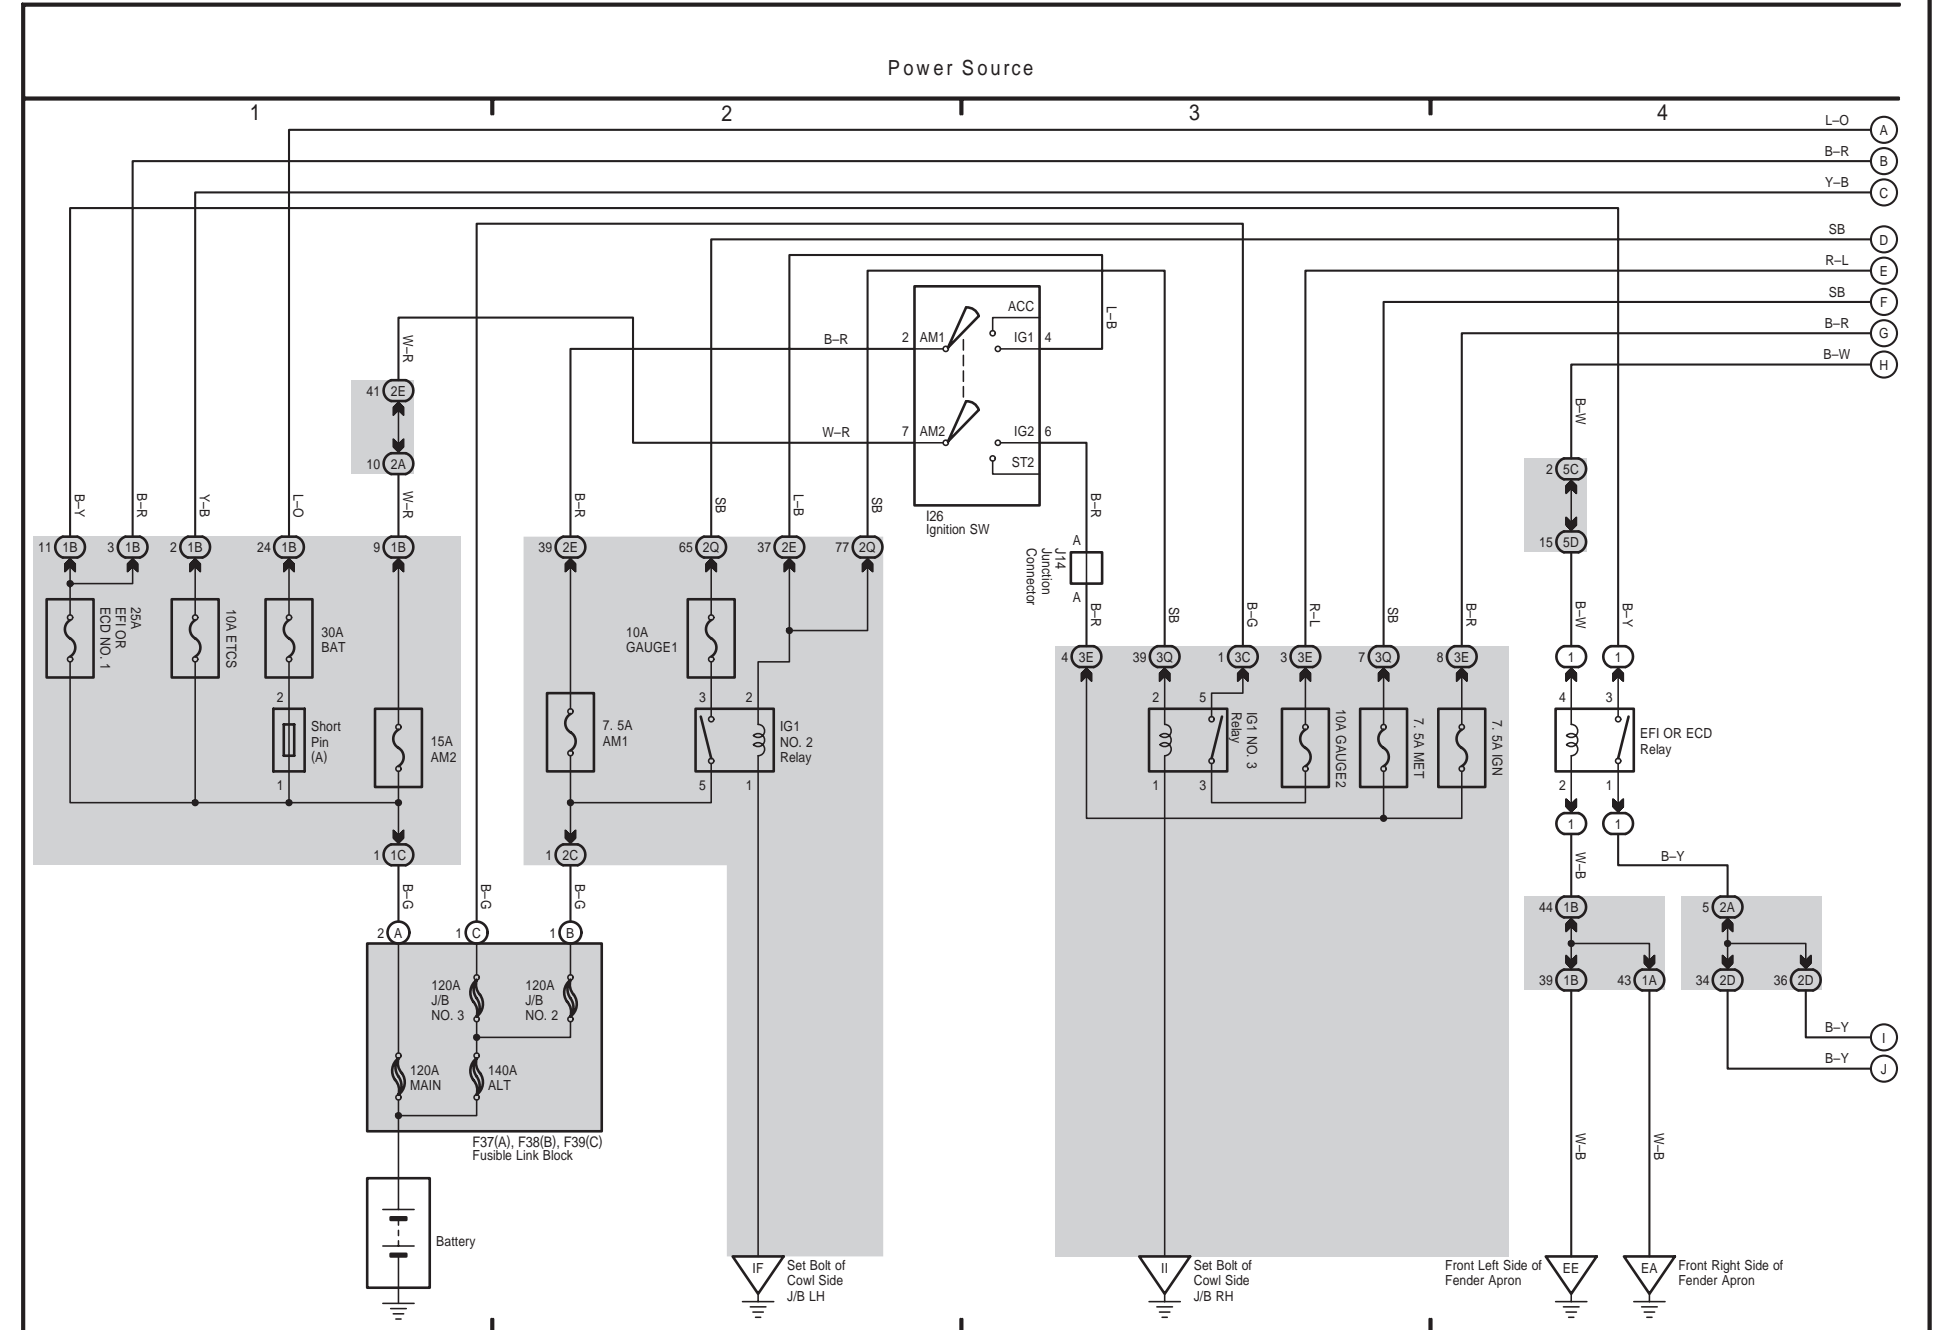 Power Source
1 2 3 4
L–O A
B–R B
Y–B C
SB D
R–L E
SB F
B–R G
B–W H
ACC
B–R 2 AM1 IG1 4
L–B
W–R
41 2E
W–R 7 AM2 IG2 6
ST2
10 2A
I26
Ignition SW
B–W
2 5C
15 5D
B–Y B–R Y–B L–O W–R B–R SB L–B SB B–R
11 1B 3 1B 2 1B 24 1B 9 1B 39 2E 65 2Q 37 2E 77 2Q
A
J14
Junction
Connector
A
25A
EFI OR
ECD NO. 1
10A ETCS
30A
BAT
10A
GAUGE1
B–R SB B–G R–L SB B–R B–W B–Y
4 3E 39 3Q 1 3C 3 3E 7 3Q 8 3E 1 1
2 3 2 2 5 4 3
Short
Pin
(A)
15A
AM2
7. 5A
AM1
IG1
NO. 2
Relay
IG1 NO. 3
Relay
10A GAUGE2
7. 5A MET
7. 5A IGN
EFI OR ECD
Relay
1 5 1 1 3 2 1
1 1
1 1C 1 2C
B–Y
W–B
B–G B–G B–G
44 1B 5 2A
2 A 1 C 1 B
39 1B 43 1A 34 2D 36 2D
120A
J/B
NO. 3
120A
J/B
NO. 2
B–Y I
B–Y J
120A
MAIN
140A
ALT
F37(A), F38(B), F39(C)
Fusible Link Block
W–B W–B
Battery
IF
Set Bolt of
Cowl Side
J/B LH
II
Set Bolt of
Cowl Side
J/B RH
Front Left Side of
Fender Apron
EE
EA
Front Right Side of
Fender Apron